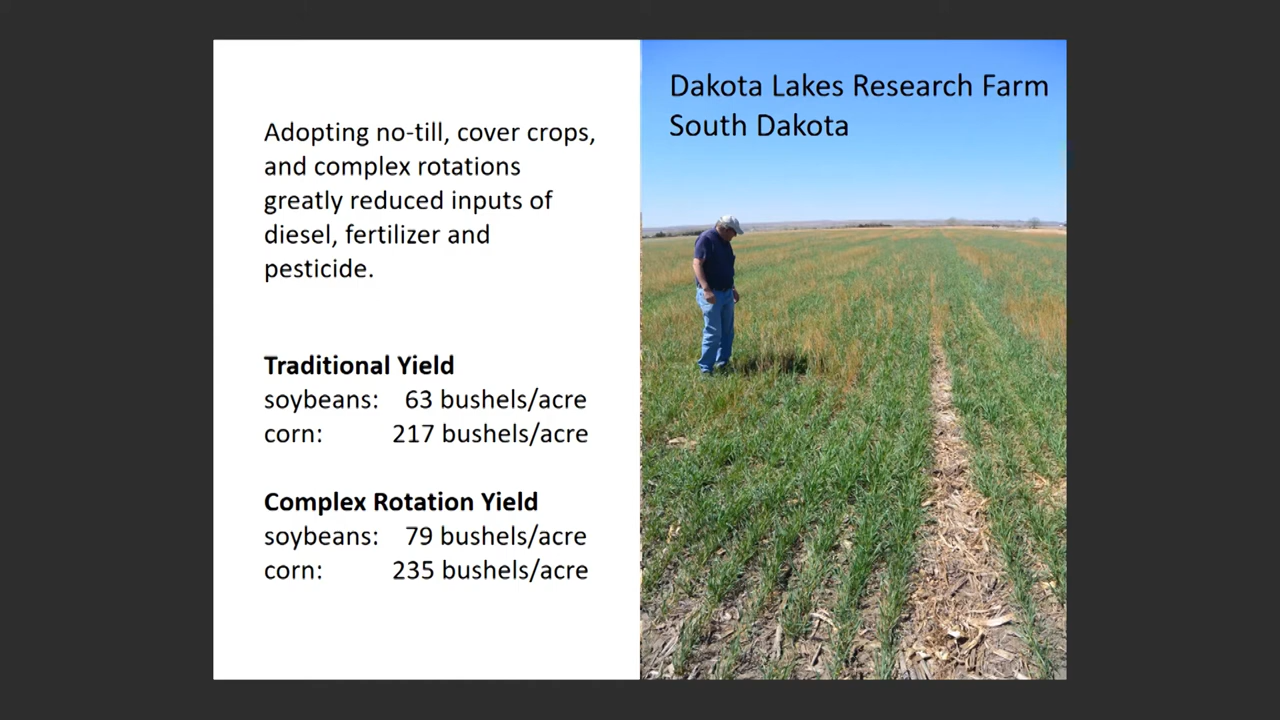 Adopting no-till, cover crops,
and complex rotations
greatly reduced inputs of
diesel, fertilizer and
pesticide.
Traditional Yield
soybeans: 63 bushels/acre
corn: 217 bushels/acre
Complex Rotation Yield
soybeans: 79 bushels/acre
corn: 235 bushels/acre
Dakota Lakes Research Farm
South Dakota